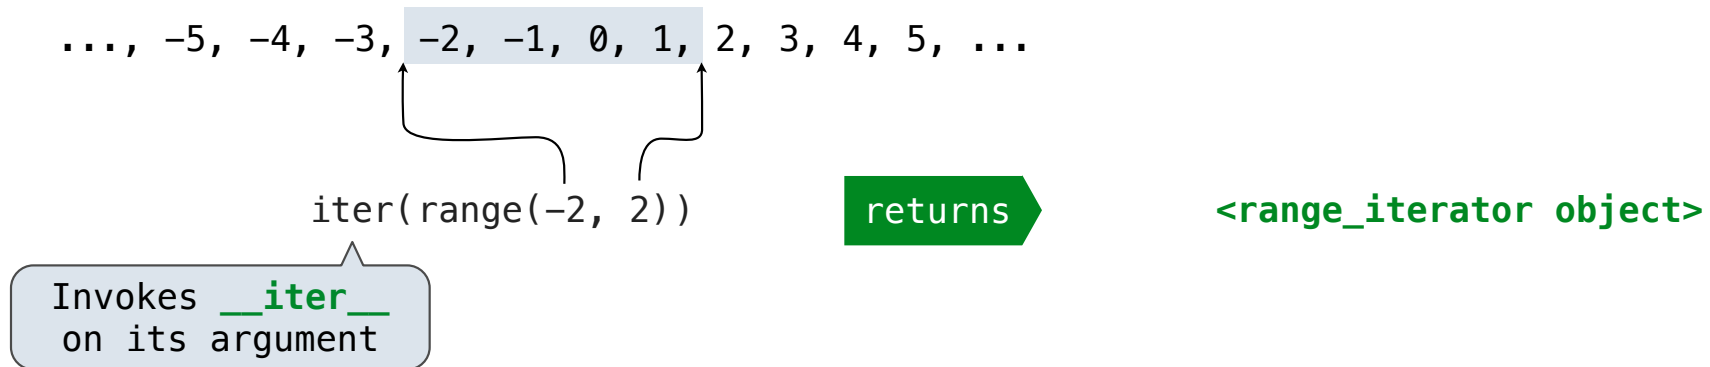 ..., −5, −4, −3, −2, −1, 0, 1, 2, 3, 4, 5, ...
iter(range(−2, 2))
returns
<range_iterator object>
Invokes __iter__
on its argument